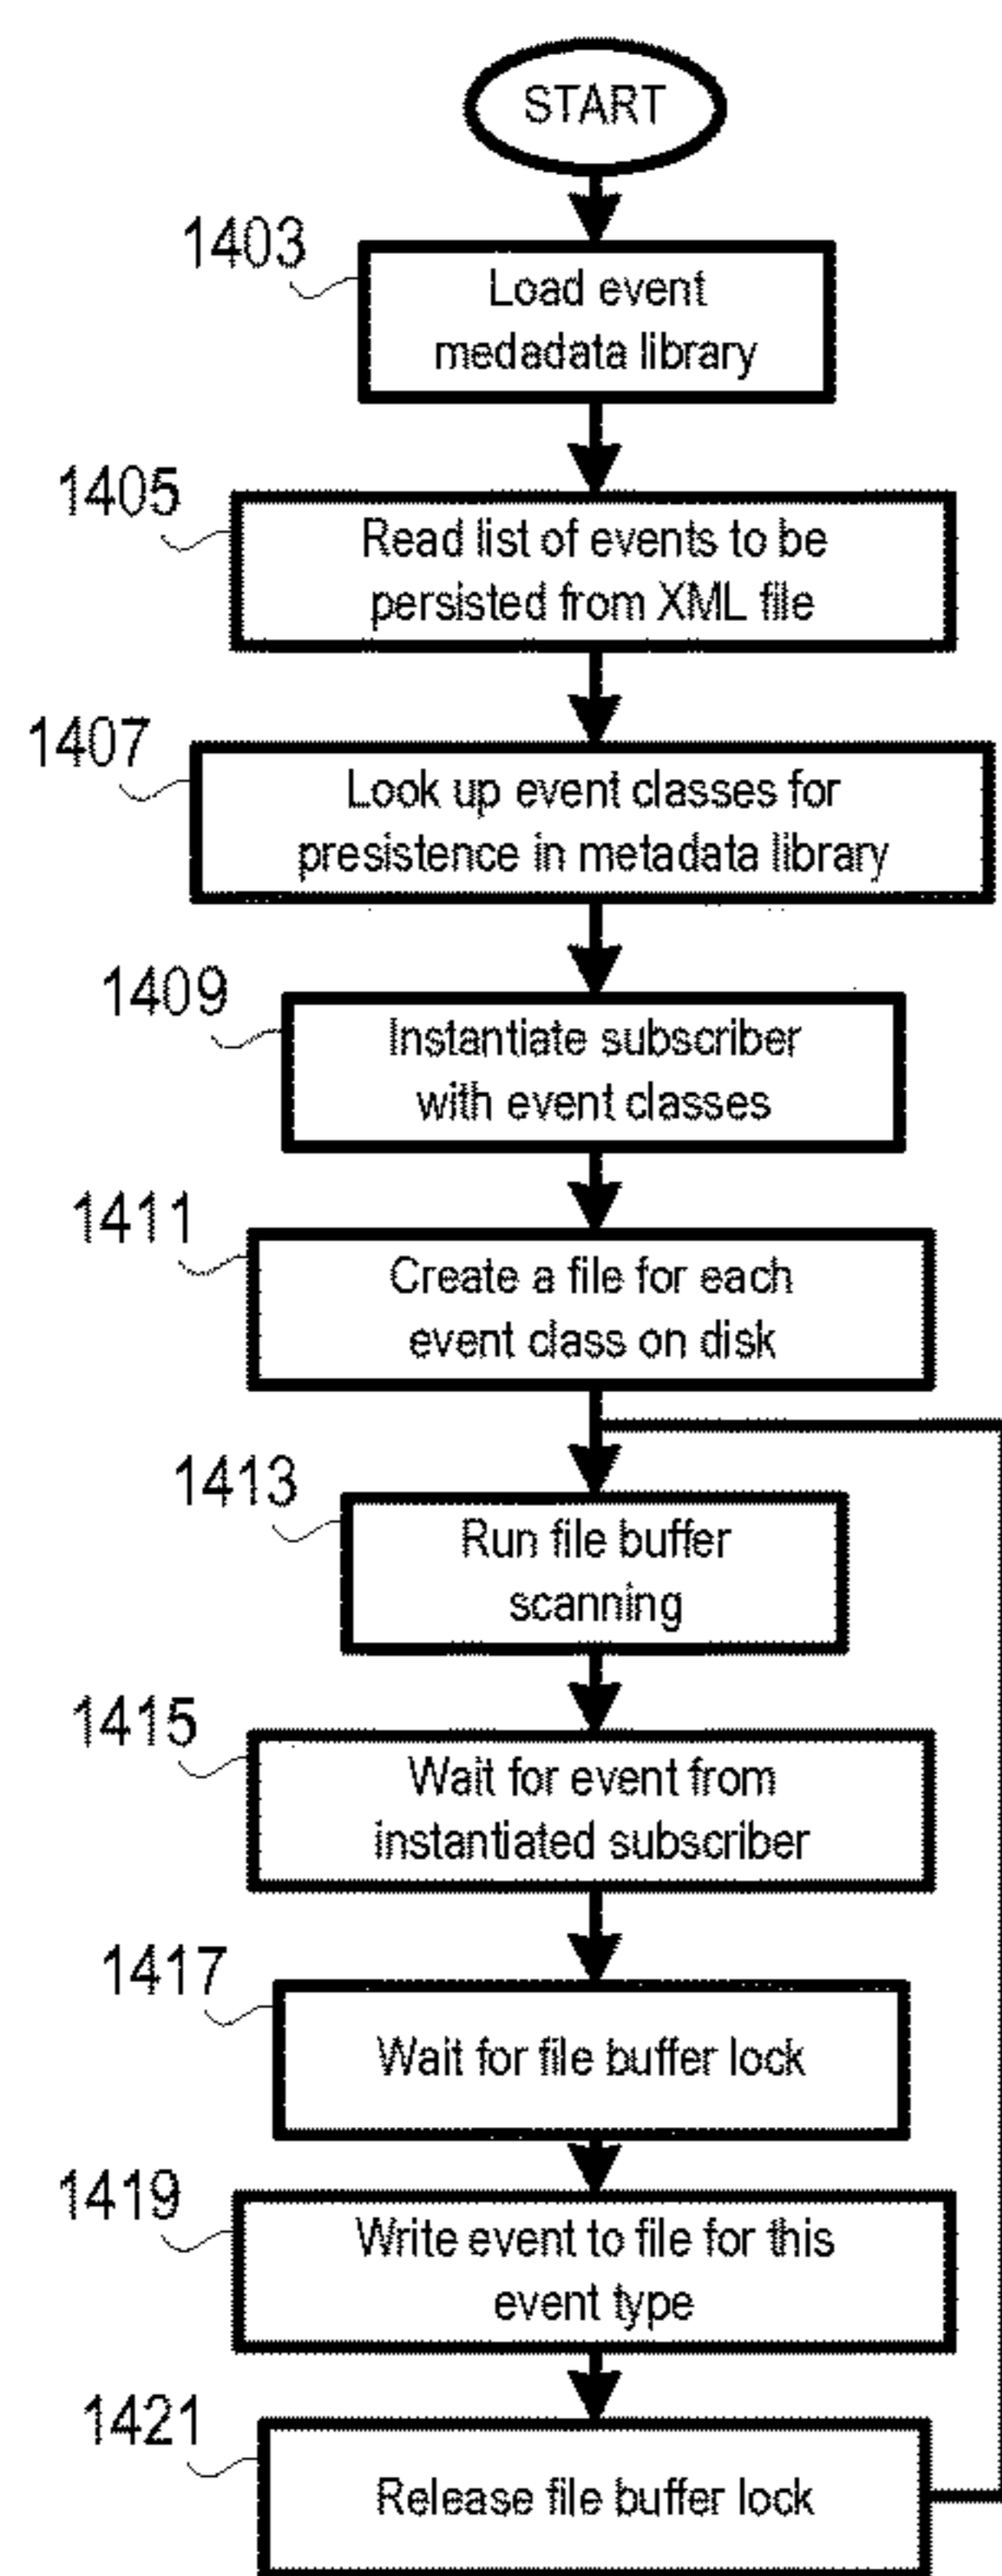 START
1403
Load event
medadata library
1405
Read list of events to be
persisted from XML file
1407
Look up event classes for
presistence in metadata library
1409
Instantiate subscriber
with event classes
1411
Create a file for each
event class on disk
1413
Run file buffer
scanning
1415
Wait for event from
instantiated subscriber
1417
Wait for file buffer lock
1419
Write event to file for this
event type
1421
Release file buffer lock